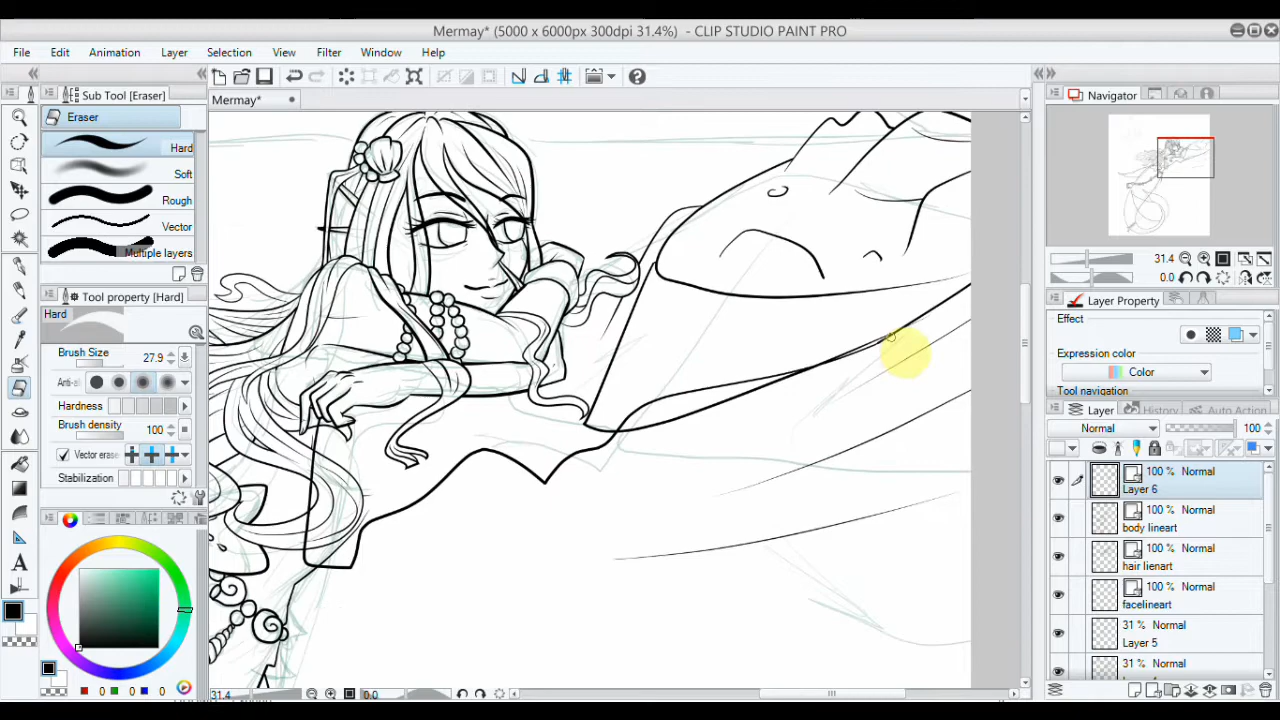 Mermay* (5000 x 6000px 300dpi 31.4%) - CLIP STUDIO PAINT PRO
File Edit Animation Layer Selection View Filter Window Help
Sub Tool [Eraser]
Mermay*
Navigator
Eraser
Hard
Soft
Rough
Vector
Multiple layers
31.4
0.0
Tool property [Hard]
Hard
Layer Property
Effect
Brush Size 27.9
Expression color
Color
Hardness
Tool navigation
Brush density 100
Layer History Auto Action
Normal 100
Vector erase
Stabilization
100% Normal
Layer 6
100% Normal
body lineart
100% Normal
hair lienart
100% Normal
facelineart
31% Normal
Layer 5
31% Normal
0 0 0
31.4 0.0